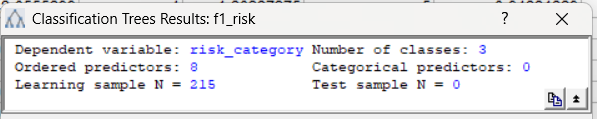 Classification Trees Results: f1_risk ? ×
Dependent variable: risk_category Number of classes: 3
Ordered predictors: 8 Categorical predictors: 0
Learning sample N = 215 Test sample N = 0